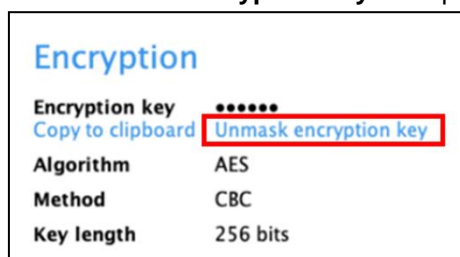 Encryption
Encryption key ••••••
Copy to clipboard Unmask encryption key
Algorithm AES
Method CBC
Key length 256 bits